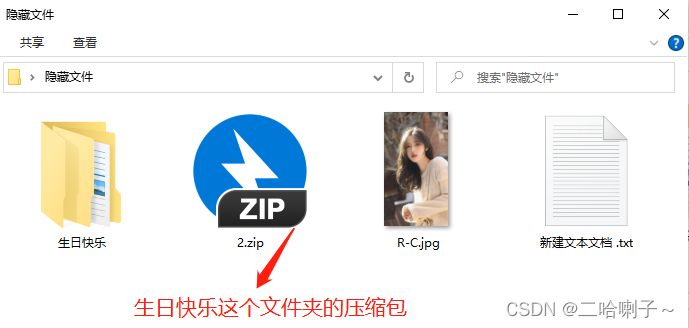 隐藏文件
共享 查看
隐藏文件 搜索"隐藏文件"
ZIP
生日快乐 2.zip R-C.jpg 新建文本文档 .txt
生日快乐这个文件夹的压缩包
CSDN @二哈喇子～